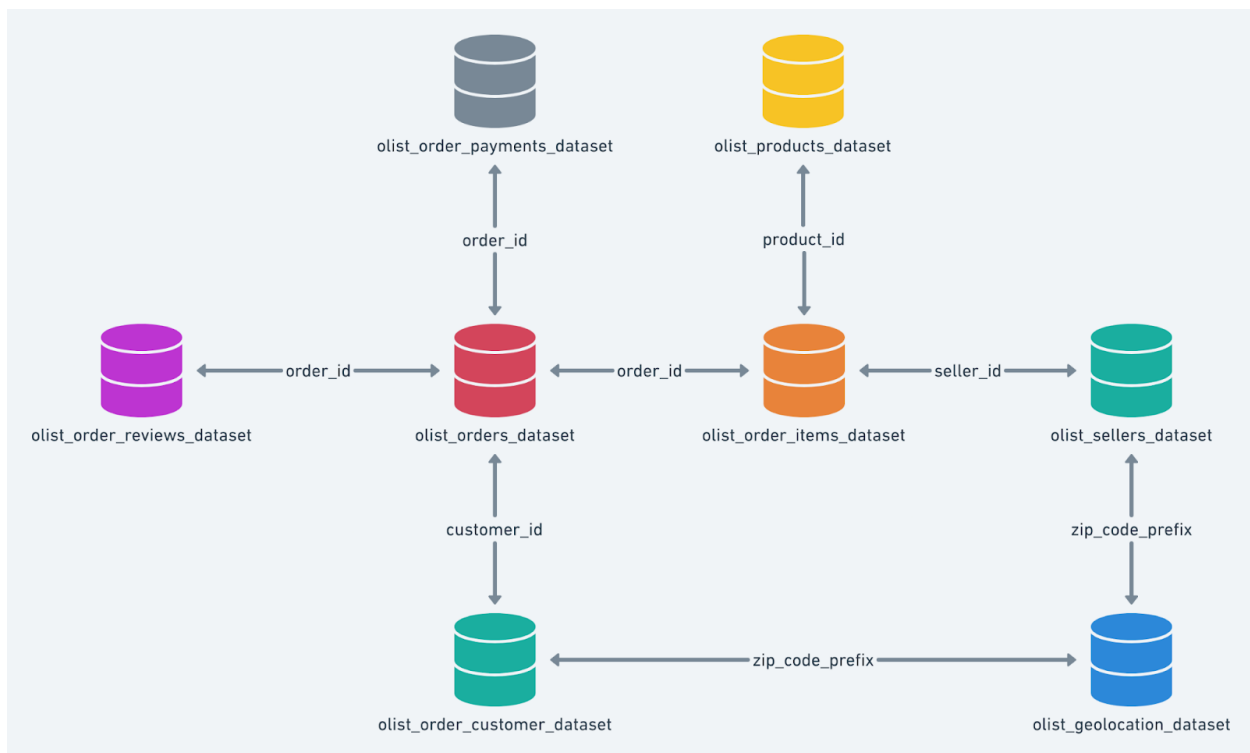 olist_order_payments_dataset
olist_products_dataset
order_id
product_id
order_id
order_id
seller_id
olist_order_reviews_dataset
olist_orders_dataset
olist_order_items_dataset
olist_sellers_dataset
customer_id
zip_code_prefix
zip_code_prefix
olist_order_customer_dataset
olist_geolocation_dataset